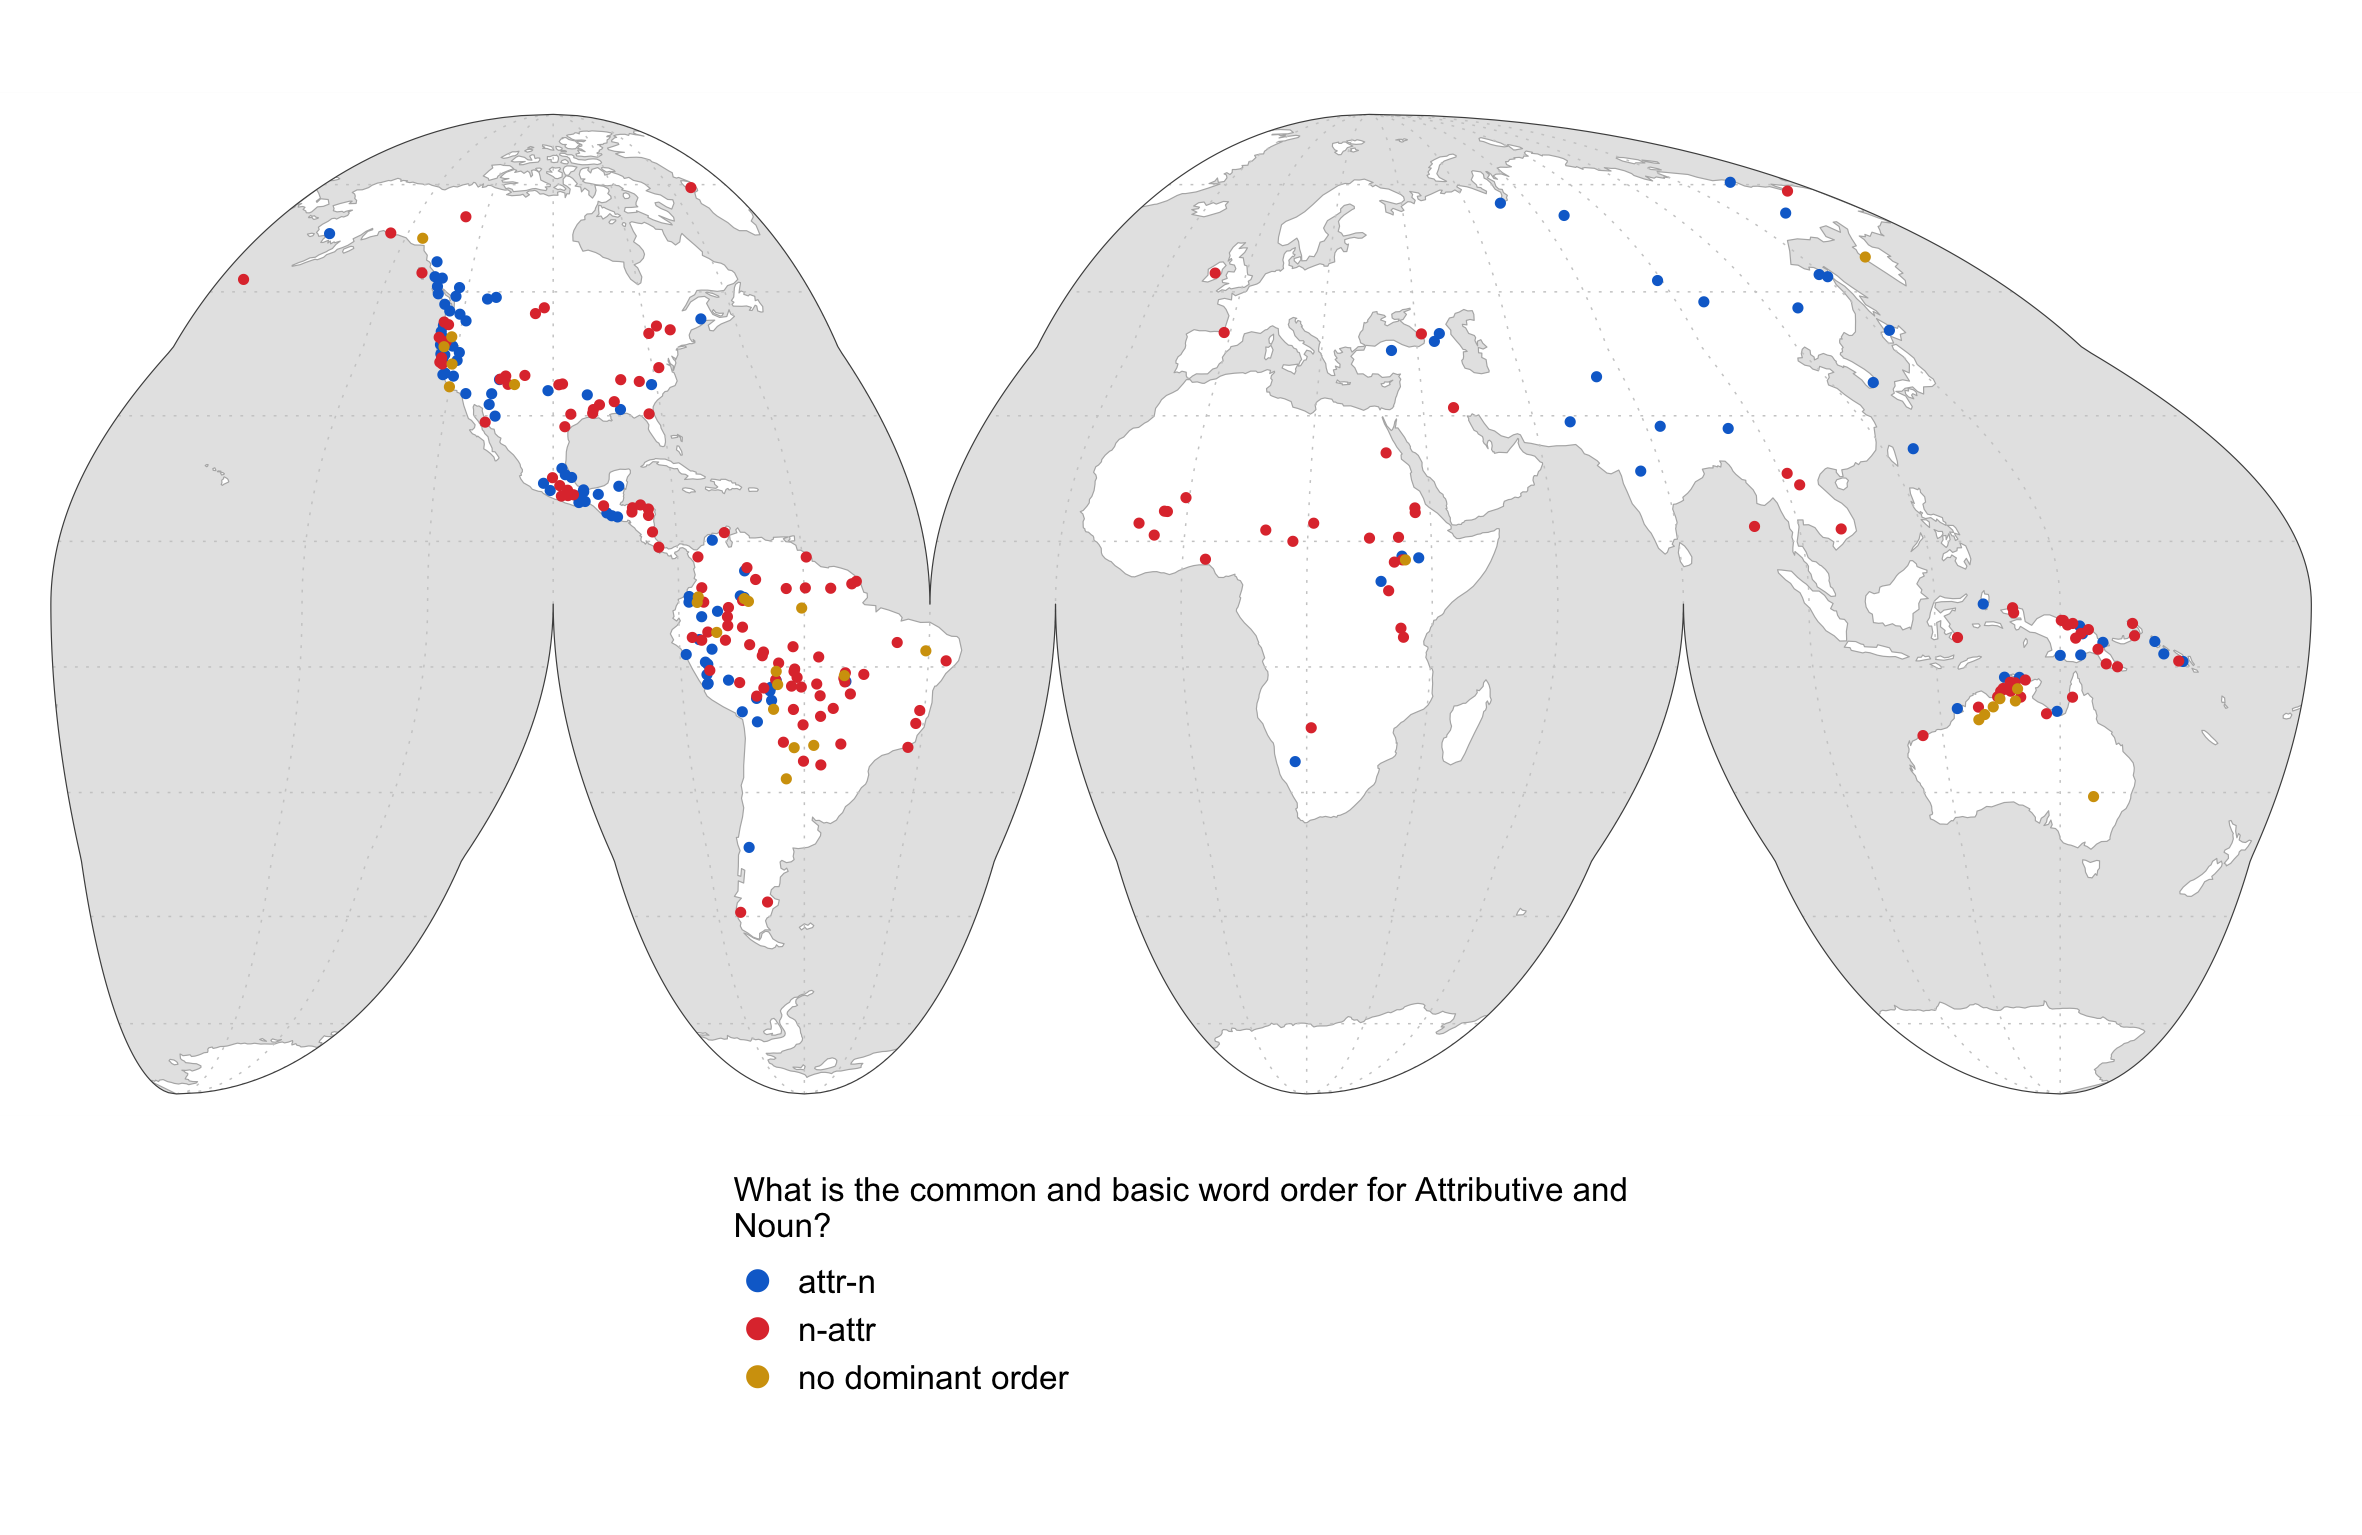 What is the common and basic word order for Attributive and
Noun?
attr-n
n-attr
no dominant order